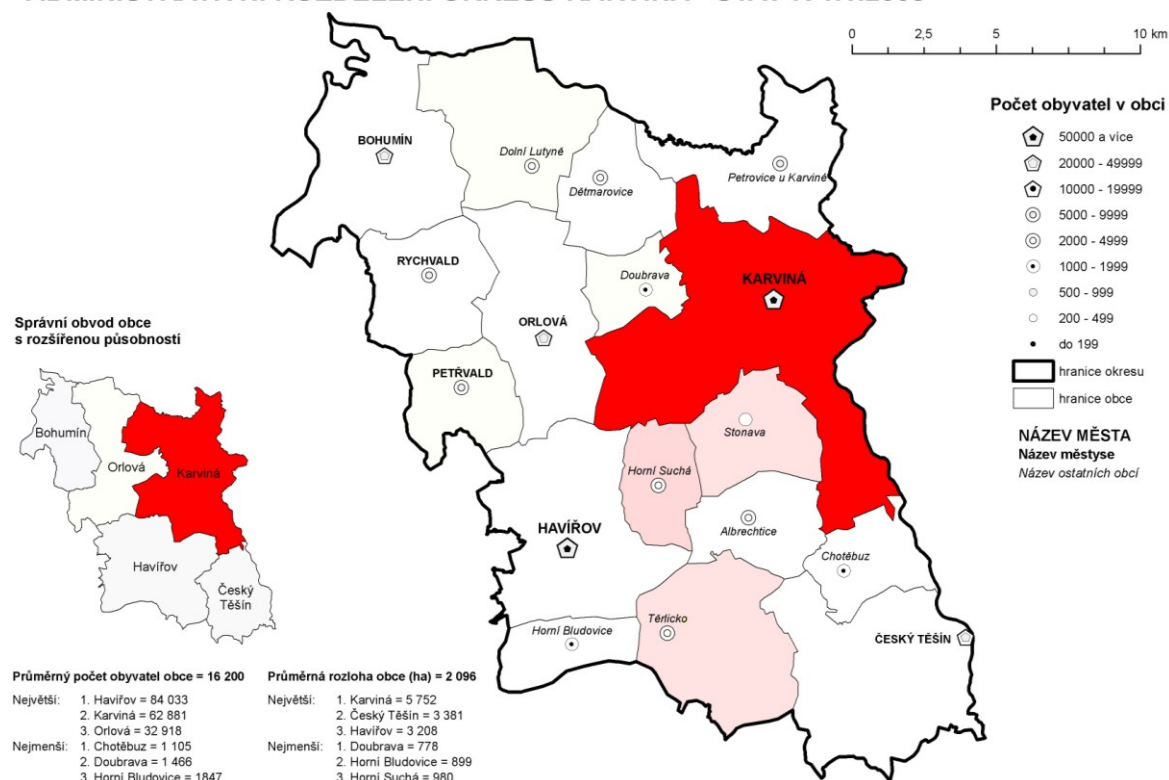 0 2,5 5 10 km
Počet obyvatel v obci
50000 a více
20000 - 49999
10000 - 19999
5000 - 9999
2000 - 4999
1000 - 1999
500 - 999
200 - 499
do 199
hranice okresu
hranice obce
NÁZEV MĚSTA
Název městyse
Název ostatních obcí
BOHUMÍN
Dolní Lutyně
Dětmarovice
Petrovice u Karviné
RYCHVALD
Doubrava
KARVINÁ
ORLOVÁ
PETŘVALD
Stonava
Horní Suchá
HAVÍŘOV
Albrechtice
Chotěbuz
Horní Bludovice
Těrlicko
ČESKÝ TĚŠÍN
Správní obvod obce
s rozšířenou působností
Bohumín
Orlová
Karviná
Havířov
Český
Těšín
Průměrný počet obyvatel obce = 16 200
Největší: 1. Havířov = 84 033
2. Karviná = 62 881
3. Orlová = 32 918
Nejmenší: 1. Chotěbuz = 1 105
2. Doubrava = 1 466
3. Horní Bludovice = 1847
Průměrná rozloha obce (ha) = 2 096
Největší: 1. Karviná = 5 752
2. Český Těšín = 3 381
3. Havířov = 3 208
Nejmenší: 1. Doubrava = 778
2. Horní Bludovice = 899
3. Horní Suchá = 980